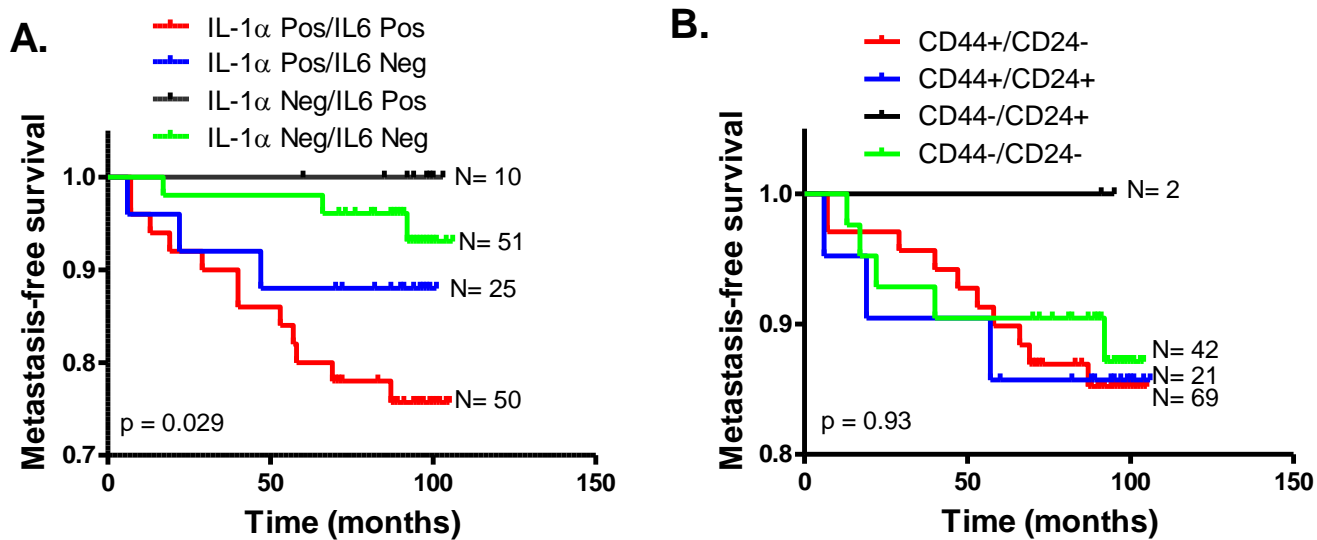 A.
IL-1α Pos/IL6 Pos
IL-1α Pos/IL6 Neg
IL-1α Neg/IL6 Pos
IL-1α Neg/IL6 Neg
Metastasis-free survival
1.0
0.9
0.8
0.7
N= 10
N= 51
N= 25
N= 50
p = 0.029
0
50
100
150
Time (months)
B.
CD44+/CD24-
CD44+/CD24+
CD44-/CD24+
CD44-/CD24-
Metastasis-free survival
1.0
0.9
0.8
N= 2
N= 42
N= 21
N= 69
p = 0.93
0
50
100
150
Time (months)